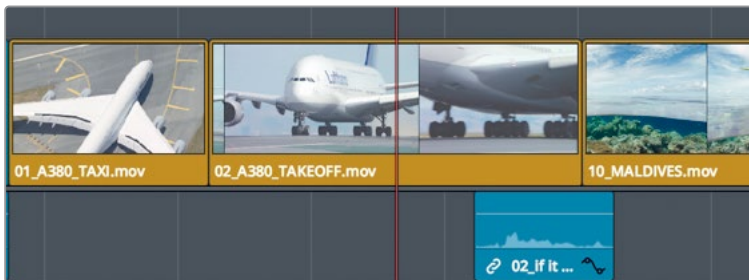 01_A380_TAXI.mov
02_A380_TAKEOFF.mov
10_MALDIVES.mov
02_if it ...